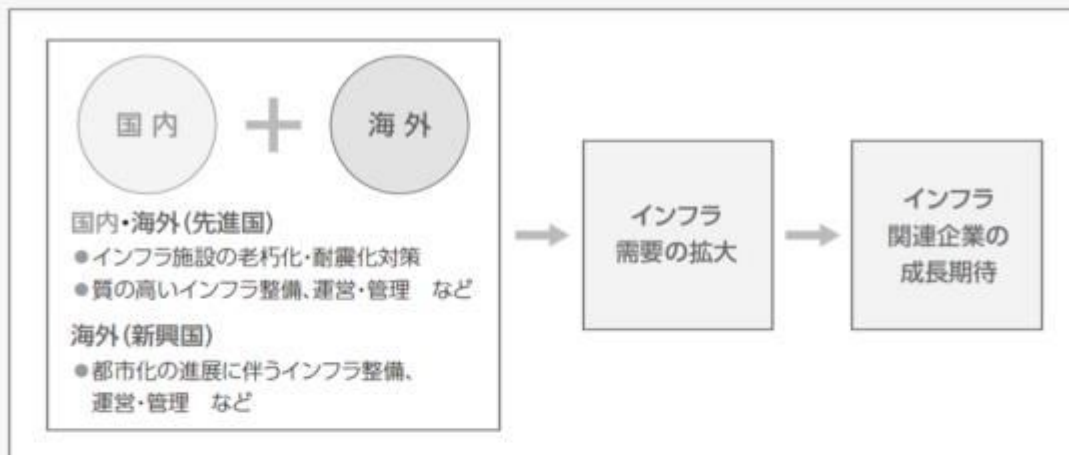 国内
+
海外
国内・海外(先進国)
●インフラ施設の老朽化・耐震化対策
●質の高いインフラ整備、運営・管理　など
海外(新興国)
●都市化の進展に伴うインフラ整備、
運営・管理　など
インフラ
需要の拡大
インフラ
関連企業の
成長期待